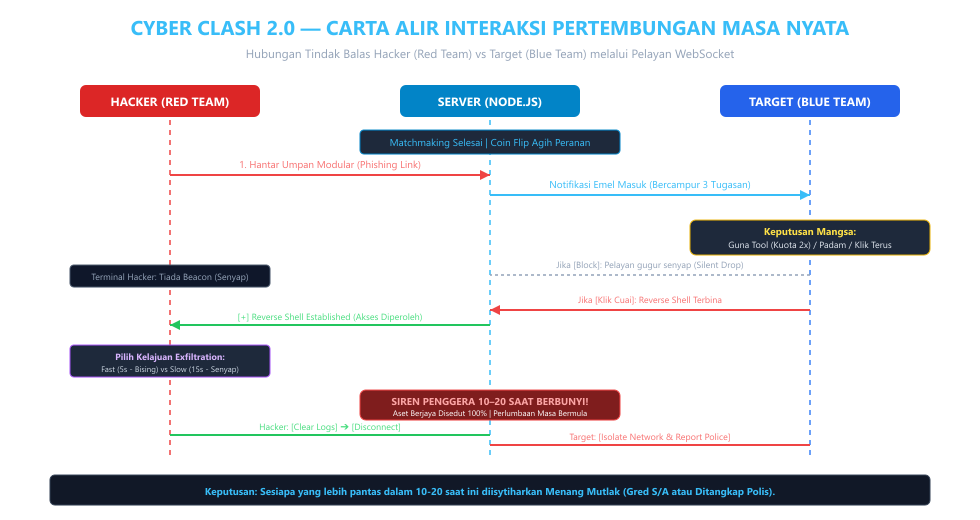 CYBER CLASH 2.0 — CARTA ALIR INTERAKSI PERTEMBUNGAN MASA NYATA
Hubungan Tindak Balas Hacker (Red Team) vs Target (Blue Team) melalui Pelayan WebSocket
HACKER (RED TEAM)
SERVER (NODE.JS)
TARGET (BLUE TEAM)
Matchmaking Selesai | Coin Flip Agih Peranan
1. Hantar Umpan Modular (Phishing Link)
Notifikasi Emel Masuk (Bercampur 3 Tugasan)
Keputusan Mangsa:
Guna Tool (Kuota 2x) / Padam / Klik Terus
Jika [Block]: Pelayan gugur senyap (Silent Drop)
Terminal Hacker: Tiada Beacon (Senyap)
Jika [Klik Cuai]: Reverse Shell Terbina
[+] Reverse Shell Established (Akses Diperoleh)
Pilih Kelajuan Exfiltration:
Fast (5s - Bising) vs Slow (15s - Senyap)
SIREN PENGGERA 10–20 SAAT BERBUNYI!
Aset Berjaya Disedut 100% | Perlumbaan Masa Bermula
Hacker: [Clear Logs] ➔ [Disconnect]
Target: [Isolate Network & Report Police]
Keputusan: Sesiapa yang lebih pantas dalam 10-20 saat ini diisytiharkan Menang Mutlak (Gred S/A atau Ditangkap Polis).